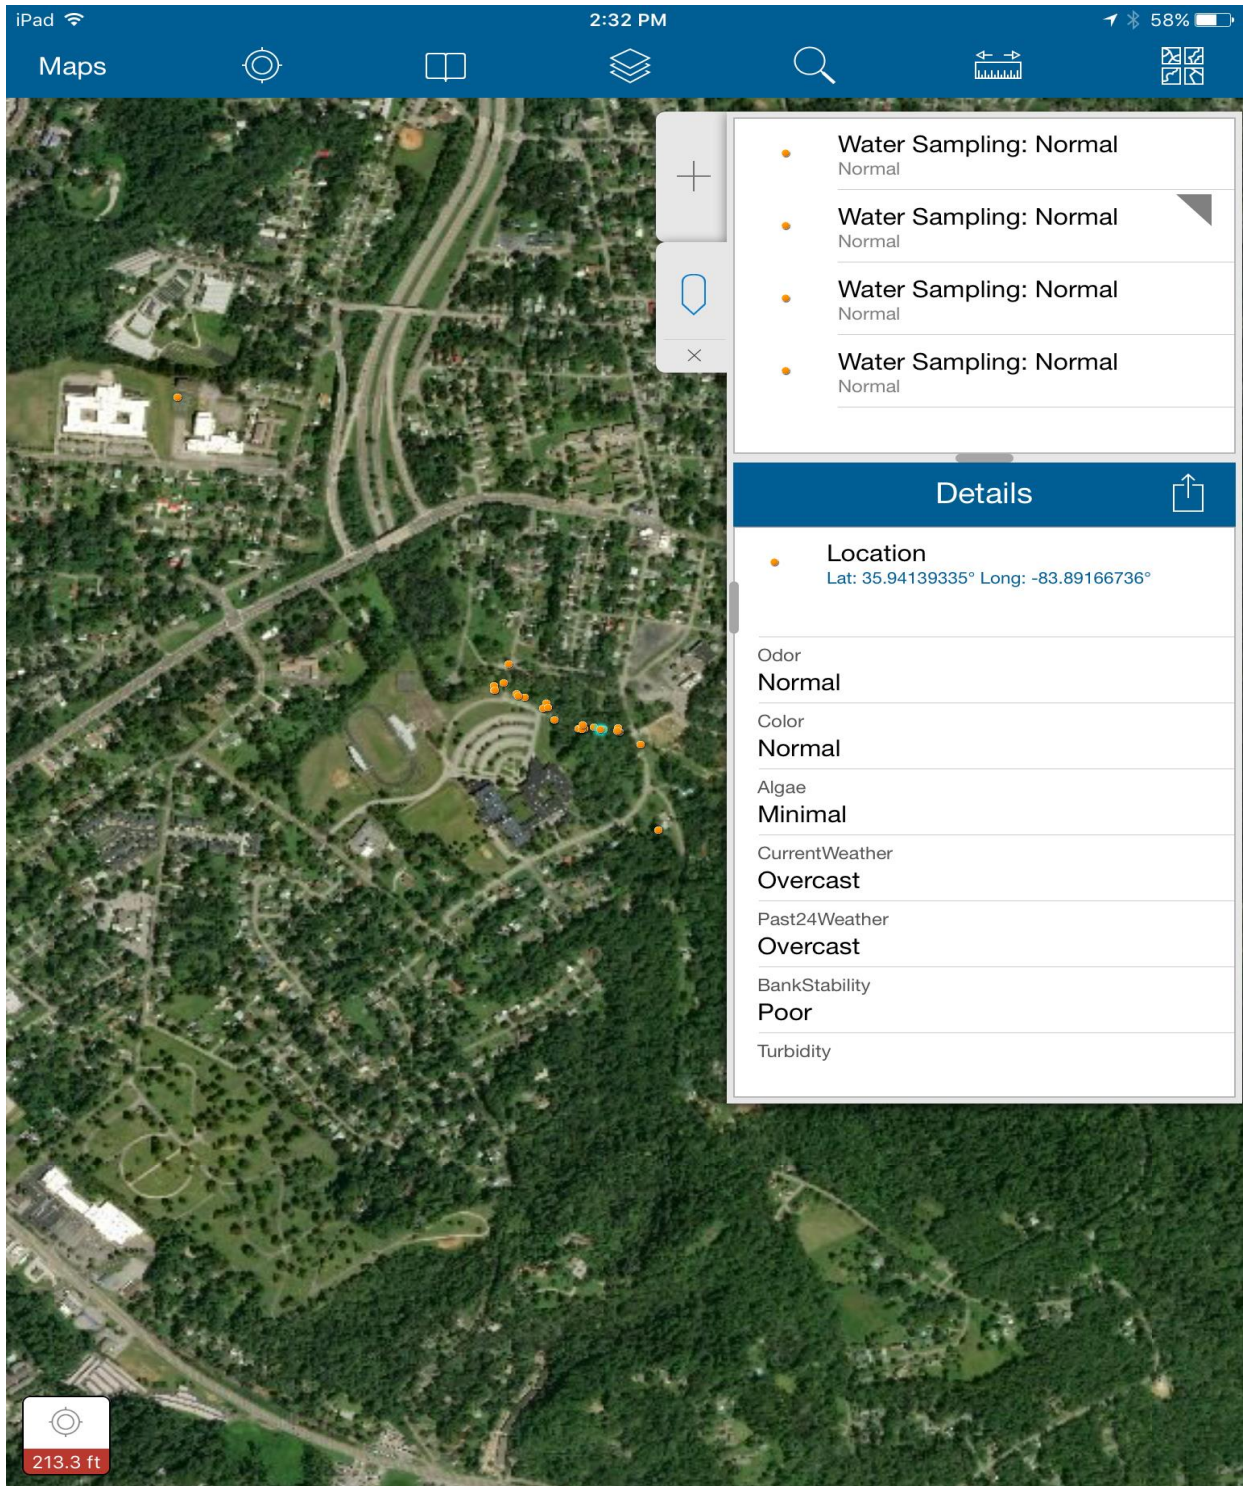 iPad 2:32 PM 58%
Maps
Water Sampling: Normal
Normal
Water Sampling: Normal
Normal
Water Sampling: Normal
Normal
Water Sampling: Normal
Normal
Details
Location
Lat: 35.94139335° Long: -83.89166736°
Odor
Normal
Color
Normal
Algae
Minimal
CurrentWeather
Overcast
Past24Weather
Overcast
BankStability
Poor
Turbidity
213.3 ft